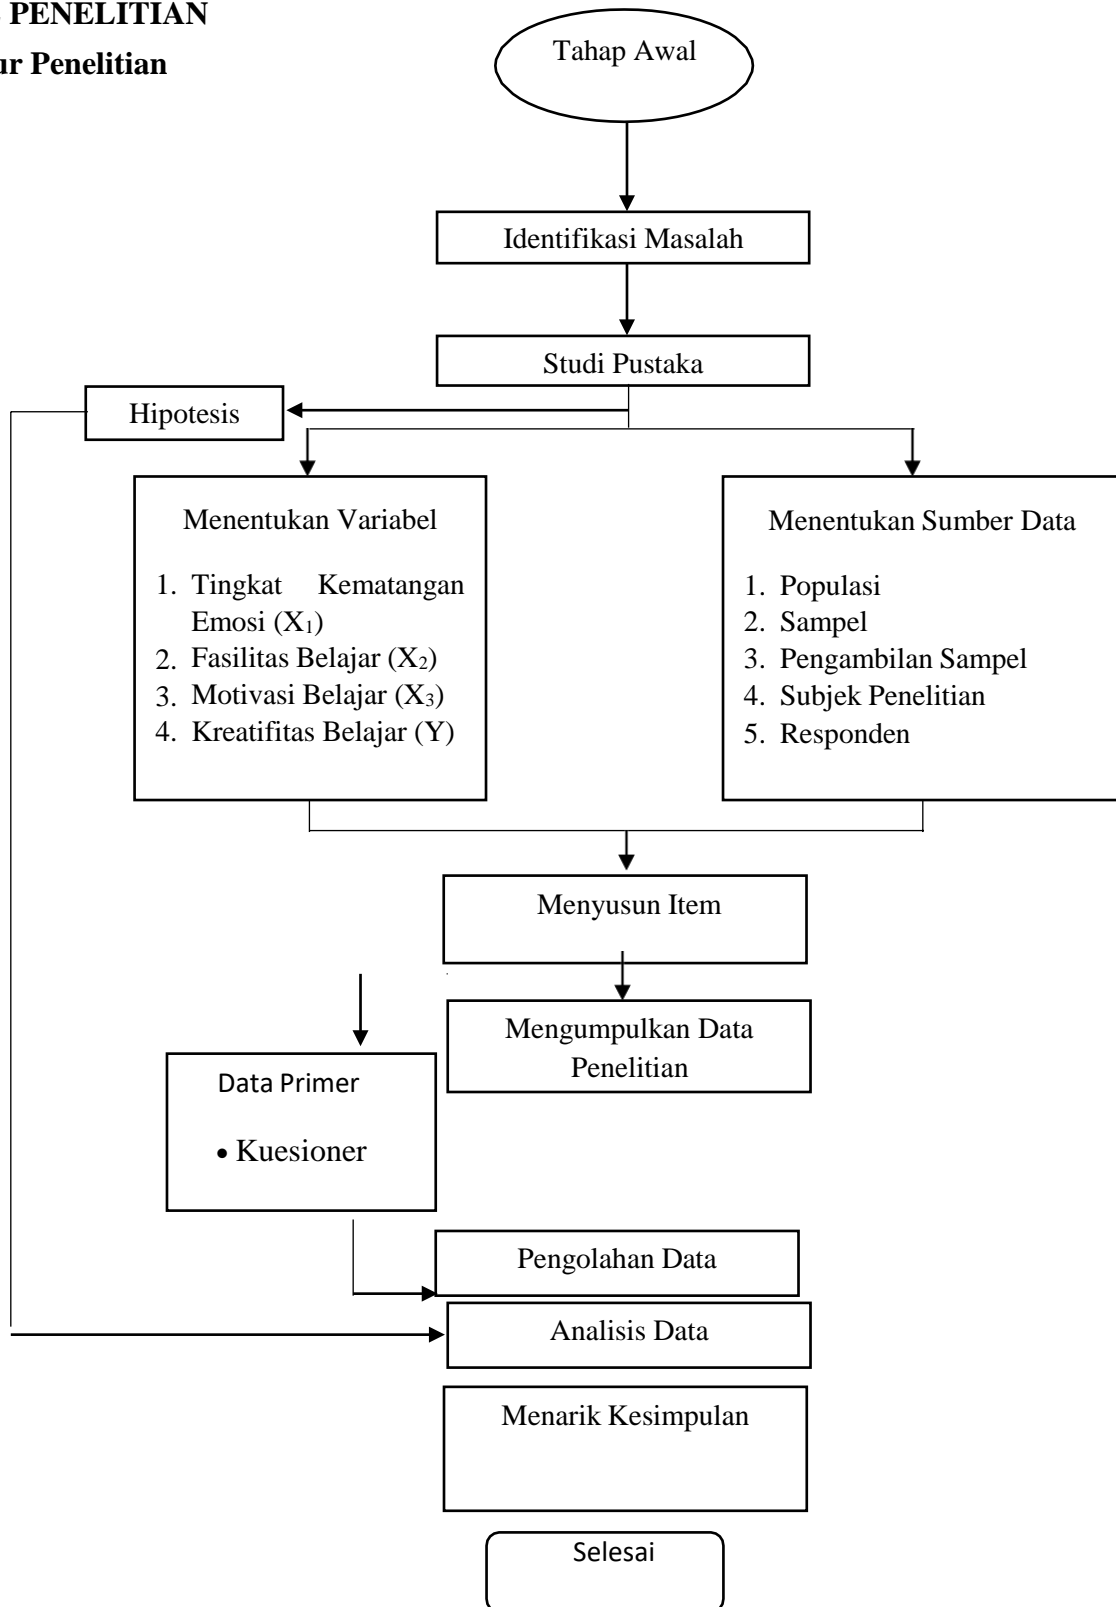 PENELITIAN
Penelitian
Tahap Awal
Identifikasi Masalah
Studi Pustaka
Hipotesis
Menentukan Variabel
1. Tingkat Kematangan
Emosi (X₁)
2. Fasilitas Belajar (X₂)
3. Motivasi Belajar (X₃)
4. Kreatifitas Belajar (Y)
Menentukan Sumber Data
1. Populasi
2. Sampel
3. Pengambilan Sampel
4. Subjek Penelitian
5. Responden
Menyusun Item
Mengumpulkan Data
Penelitian
Data Primer
• Kuesioner
Pengolahan Data
Analisis Data
Menarik Kesimpulan
Selesai